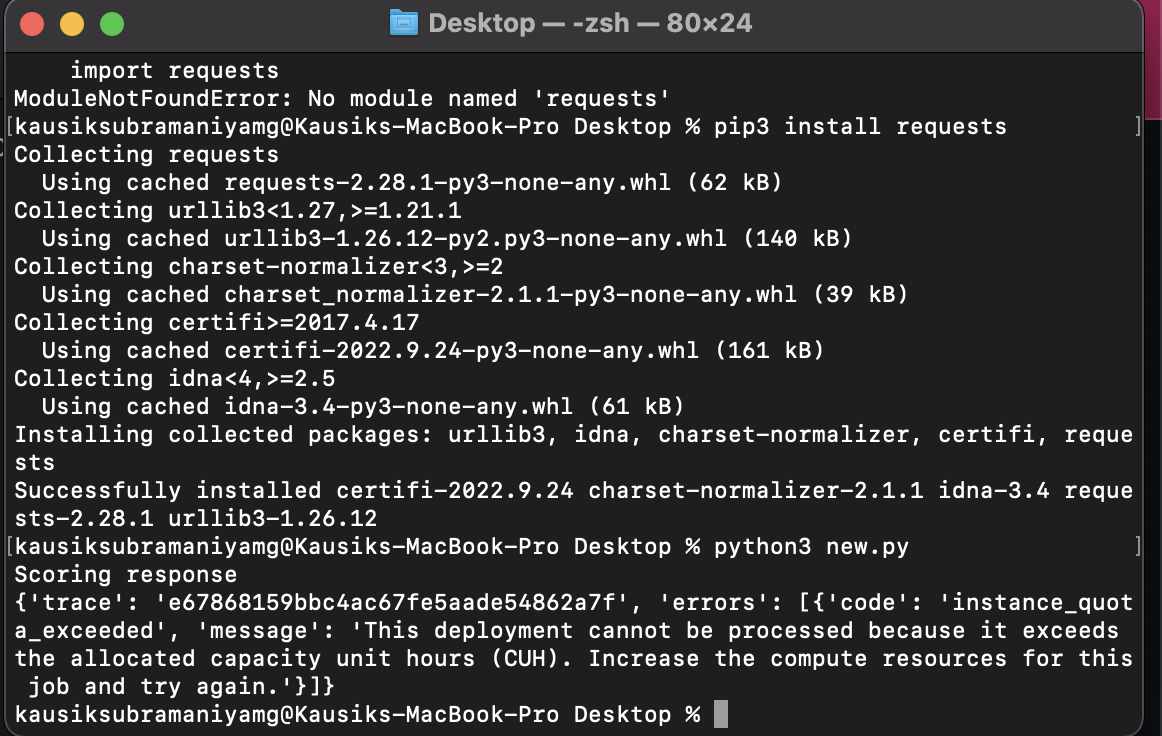 Desktop — -zsh — 80×24
import requests
ModuleNotFoundError: No module named 'requests'
[kausiksubramaniyamg@Kausiks-MacBook-Pro Desktop % pip3 install requests ]
Collecting requests
Using cached requests-2.28.1-py3-none-any.whl (62 kB)
Collecting urllib3<1.27,>=1.21.1
Using cached urllib3-1.26.12-py2.py3-none-any.whl (140 kB)
Collecting charset-normalizer<3,>=2
Using cached charset_normalizer-2.1.1-py3-none-any.whl (39 kB)
Collecting certifi>=2017.4.17
Using cached certifi-2022.9.24-py3-none-any.whl (161 kB)
Collecting idna<4,>=2.5
Using cached idna-3.4-py3-none-any.whl (61 kB)
Installing collected packages: urllib3, idna, charset-normalizer, certifi, reque
sts
Successfully installed certifi-2022.9.24 charset-normalizer-2.1.1 idna-3.4 reque
sts-2.28.1 urllib3-1.26.12
[kausiksubramaniyamg@Kausiks-MacBook-Pro Desktop % python3 new.py ]
Scoring response
{'trace': 'e67868159bbc4ac67fe5aade54862a7f', 'errors': [{'code': 'instance_quot
a_exceeded', 'message': 'This deployment cannot be processed because it exceeds
the allocated capacity unit hours (CUH). Increase the compute resources for this
job and try again.'}]}
kausiksubramaniyamg@Kausiks-MacBook-Pro Desktop %